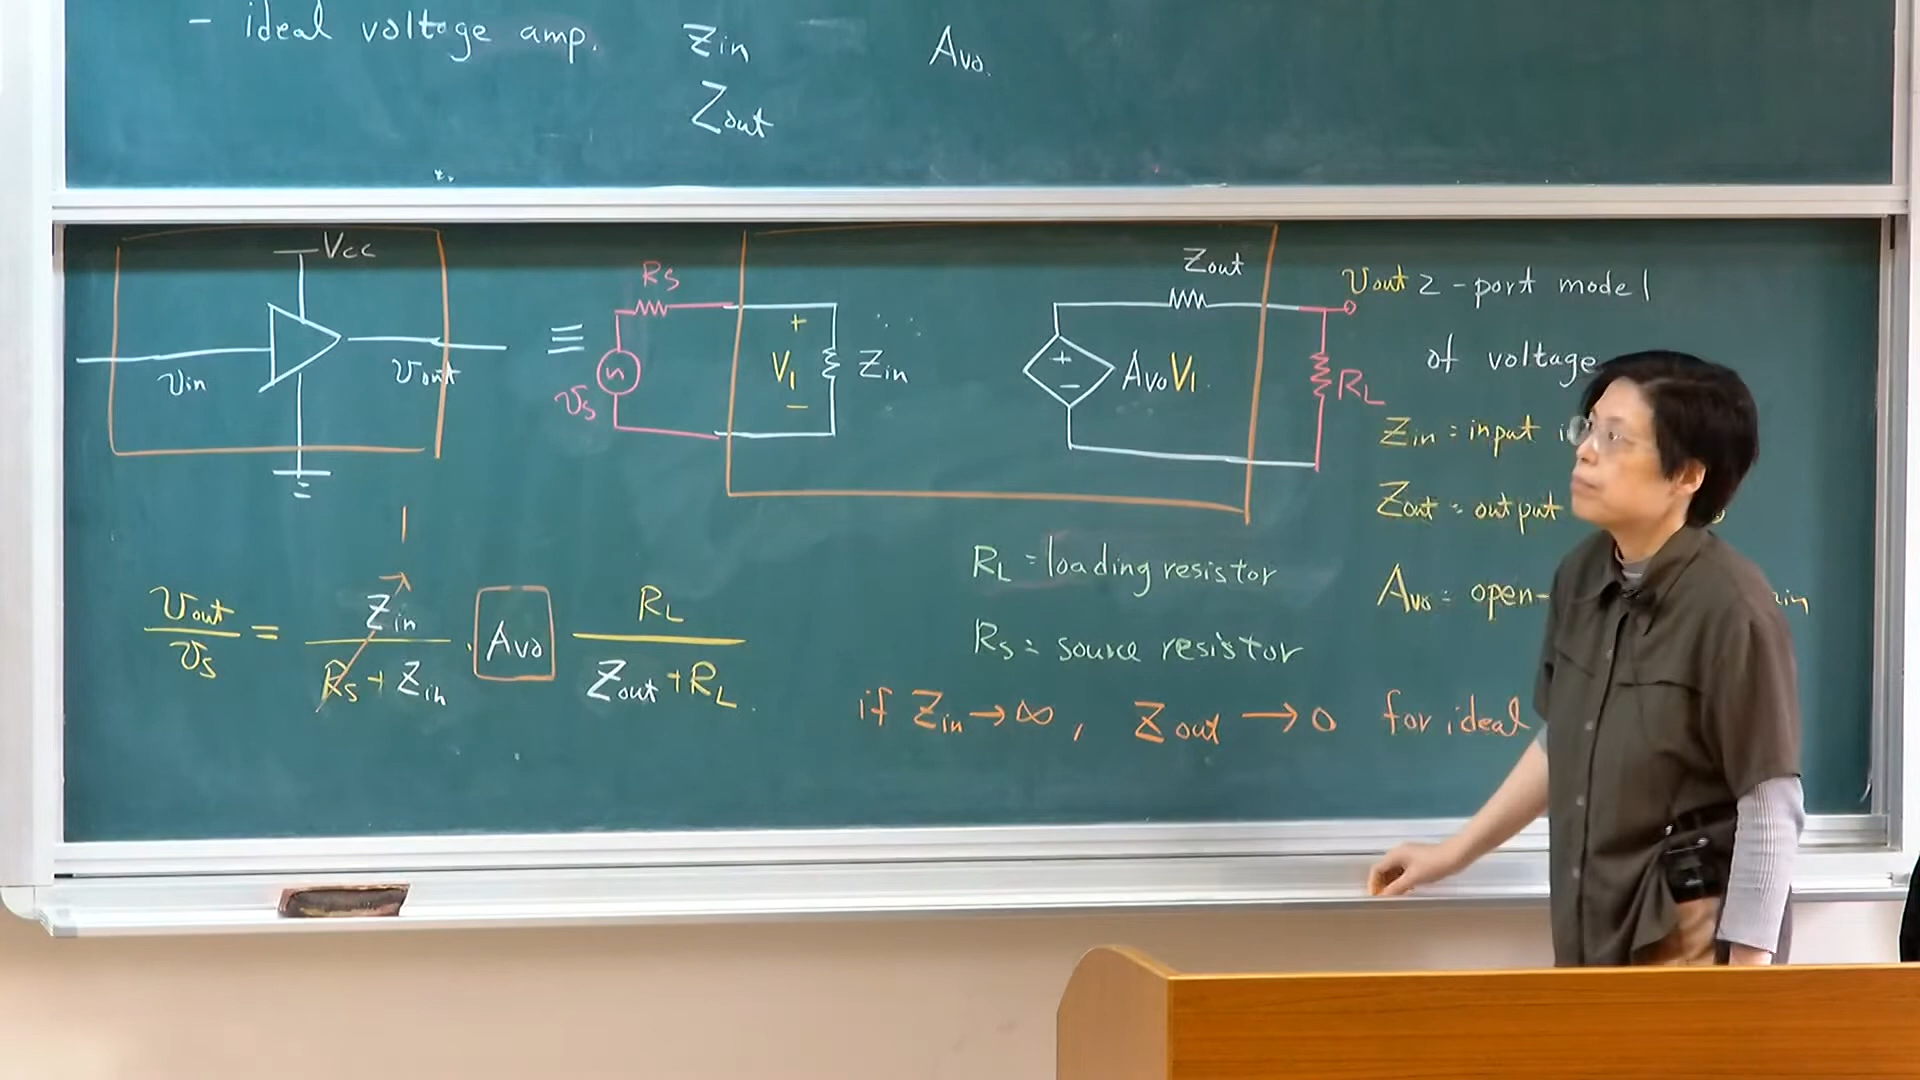 - ideal voltage amp. Zin Avo.
Zout
Vcc
vin
vout
≡
Rs
vs
+
V1
−
Zin
+
−
AvoV1
Zout
vout
RL
2-port model
of voltage
Zin = input
Zout = output
Avo = open-
RL = loading resistor
Rs = source resistor
if Zin → ∞, Zout → 0 for ideal
1
vout/vs = Zin/(Rs + Zin) · Avo RL/(Zout + RL)